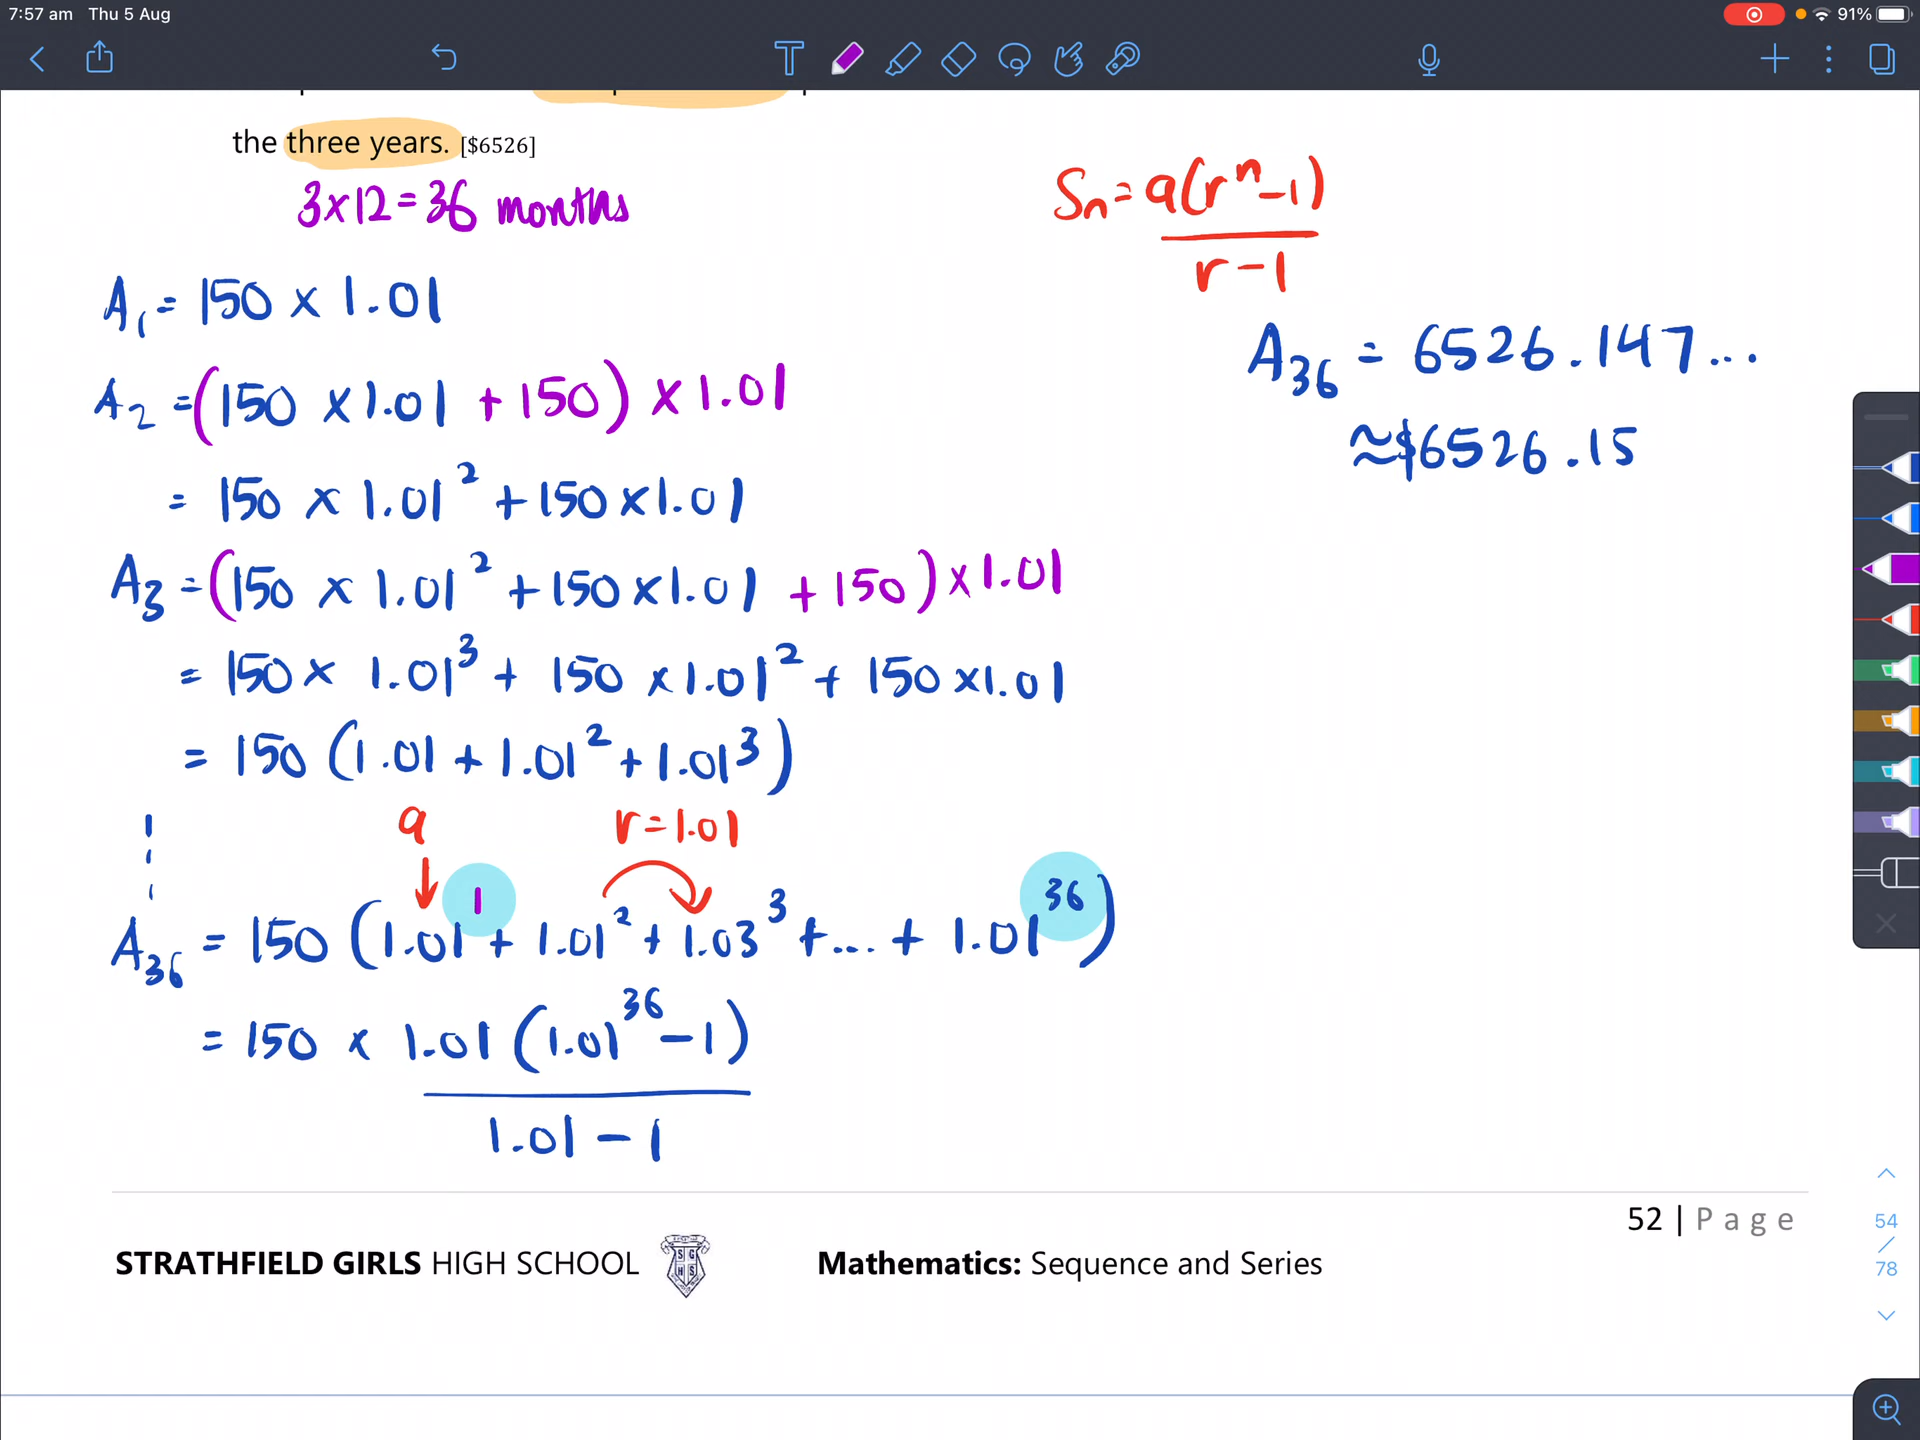 7:57 am Thu 5 Aug
91%
the three years. [$6526]
3×12=36 months
Sn = a(r^n -1)
r-1
A1 = 150 × 1.01
A36 = 6526.147...
A2 = (150 ×1.01 + 150) × 1.01
≈$6526.15
= 150 × 1.01² + 150 ×1.01
A3 = (150 × 1.01² + 150 ×1.01 + 150) × 1.01
= 150 × 1.01³ + 150 ×1.01² + 150 ×1.01
= 150 (1.01 + 1.01² + 1.01³)
a r=1.01
A36 = 150 (1.01^1 + 1.01² + 1.03³ +... + 1.01^36)
= 150 × 1.01 (1.01^36 - 1)
1.01 - 1
52 | Page
STRATHFIELD GIRLS HIGH SCHOOL
S G H S
Mathematics: Sequence and Series
54
/
78